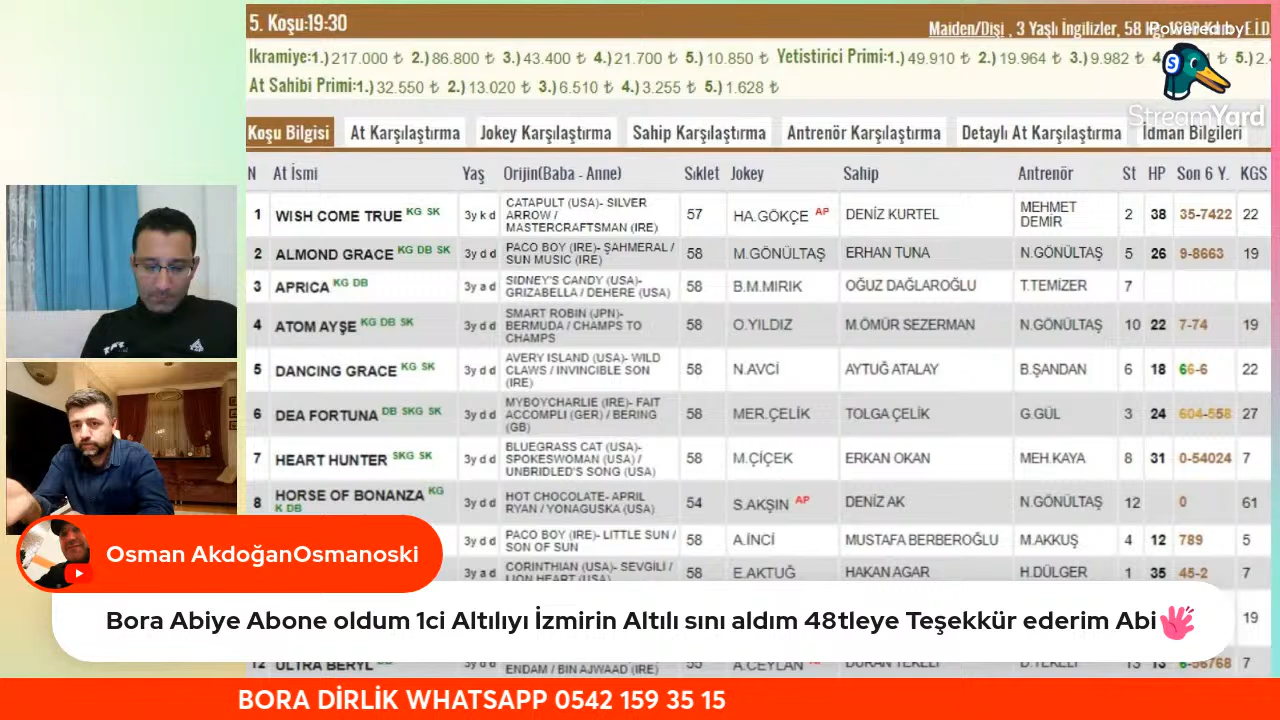 5. Koşu:19:30
Maiden/Dişi , 3 Yaşlı İngilizler, 58
Powered by
İkramiye:1.) 217.000 ₺ 2.) 86.800 ₺ 3.) 43.400 ₺ 4.) 21.700 ₺ 5.) 10.850 ₺ Yetistirici Primi:1.) 49.910 ₺ 2.) 19.964 ₺ 3.) 9.982 ₺
At Sahibi Primi:1.) 32.550 ₺ 2.) 13.020 ₺ 3.) 6.510 ₺ 4.) 3.255 ₺ 5.) 1.628 ₺
StreamYard
Koşu Bilgisi At Karşılaştırma Jokey Karşılaştırma Sahip Karşılaştırma Antrenör Karşılaştırma Detaylı At Karşılaştırma İdman Bilgileri
N At İsmi Yaş Orijin(Baba - Anne) Sıklet Jokey Sahip Antrenör St HP Son 6 Y. KGS
1 WISH COME TRUE KG SK 3y k d CATAPULT (USA)- SILVER ARROW / MASTERCRAFTSMAN (IRE) 57 HA.GÖKÇE AP DENİZ KURTEL MEHMET DEMİR 2 38 35-7422 22
2 ALMOND GRACE KG DB SK 3y d d PACO BOY (IRE)- ŞAHMERAL / SUN MUSIC (IRE) 58 M.GÖNÜLTAŞ ERHAN TUNA N.GÖNÜLTAŞ 5 26 9-8663 19
3 APRICA KG DB 3y a d SIDNEY'S CANDY (USA)- GRIZABELLA / DEHERE (USA) 58 B.M.MIRIK OĞUZ DAĞLAROĞLU T.TEMİZER 7
4 ATOM AYŞE KG DB SK 3y d d SMART ROBIN (JPN)- BERMUDA / CHAMPS TO CHAMPS 58 O.YILDIZ M.ÖMÜR SEZERMAN N.GÖNÜLTAŞ 10 22 7-74 19
5 DANCING GRACE KG SK 3y d d AVERY ISLAND (USA)- WILD CLAWS / INVINCIBLE SON (IRE) 58 N.AVCİ AYTUĞ ATALAY B.ŞANDAN 6 18 66-6 22
6 DEA FORTUNA DB SKG SK 3y d d MYBOYCHARLIE (IRE)- FAIT ACCOMPLI (GER) / BERING (GB) 58 MER.ÇELİK TOLGA ÇELİK G.GÜL 3 24 604-558 27
7 HEART HUNTER SKG SK 3y d d BLUEGRASS CAT (USA)- SPOKESWOMAN (USA) / UNBRIDLED'S SONG (USA) 58 M.ÇİÇEK ERKAN OKAN MEH.KAYA 8 31 0-54024 7
8 HORSE OF BONANZA KG K DB 3y d d HOT CHOCOLATE- APRIL RYAN / YONAGUSKA (USA) 54 S.AKŞIN AP DENİZ AK N.GÖNÜLTAŞ 12 0 61
3y d d PACO BOY (IRE)- LITTLE SUN / SON OF SUN 58 A.İNCİ MUSTAFA BERBEROĞLU M.AKKUŞ 4 12 789 5
3y a d CORINTHIAN (USA)- SEVGİLİ / LION HEART (USA) 58 E.AKTUĞ HAKAN AGAR H.DÜLGER 1 35 45-2 7
19
12 ULTRA BERYL 3y d d ENDAM / BIN AJWAAD (IRE) 55 A.CEYLAN AP DURAN TEKELİ D.TEKELİ 13 13 6-56768 7
Osman AkdoğanOsmanoski
Bora Abiye Abone oldum 1ci Altılıyı İzmirin Altılı sını aldım 48tleye Teşekkür ederim Abi
BORA DİRLİK WHATSAPP 0542 159 35 15